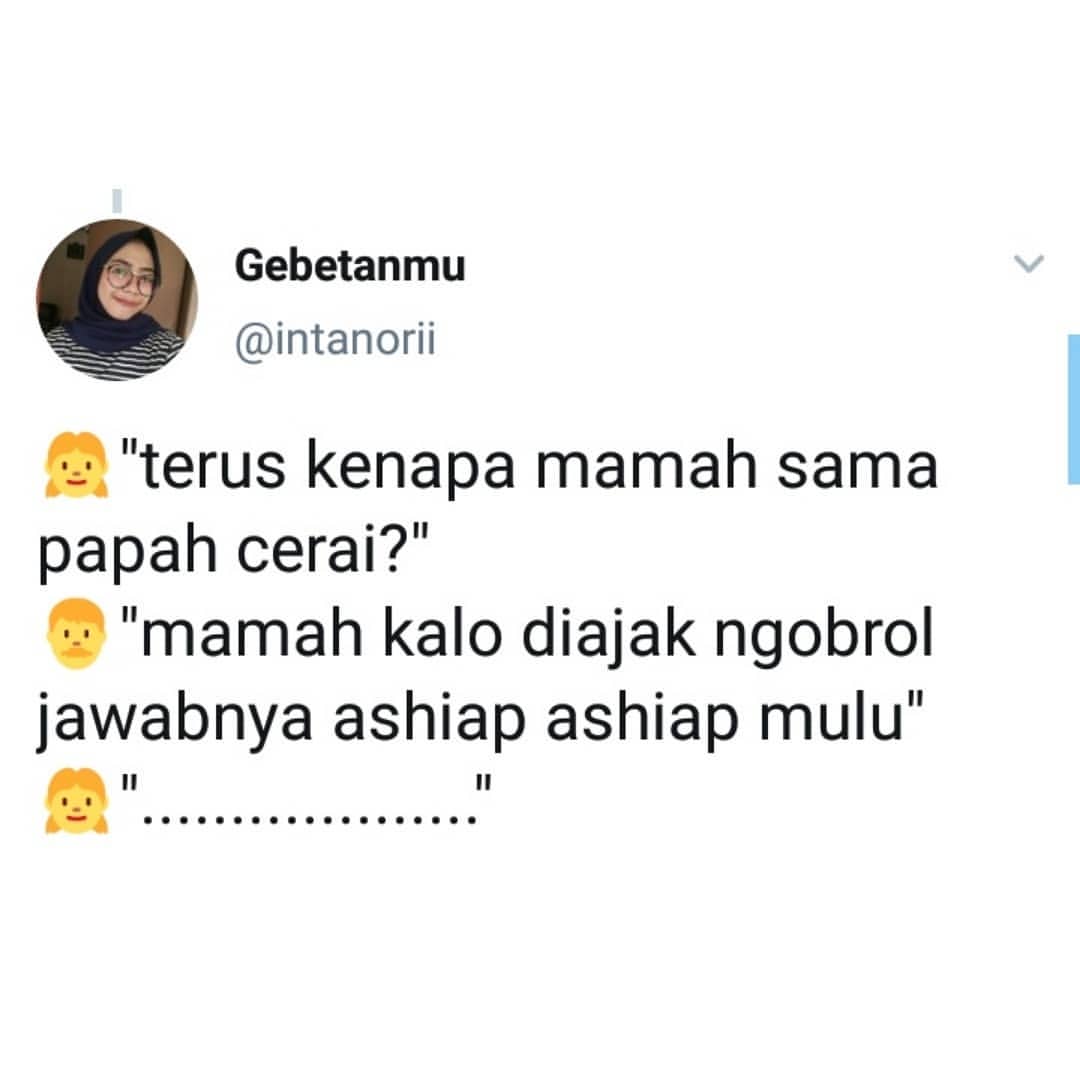 Gebetanmu
@intanorii
👧"terus kenapa mamah sama
papah cerai?"
👨"mamah kalo diajak ngobrol
jawabnya ashiap ashiap mulu"
👧"..................."